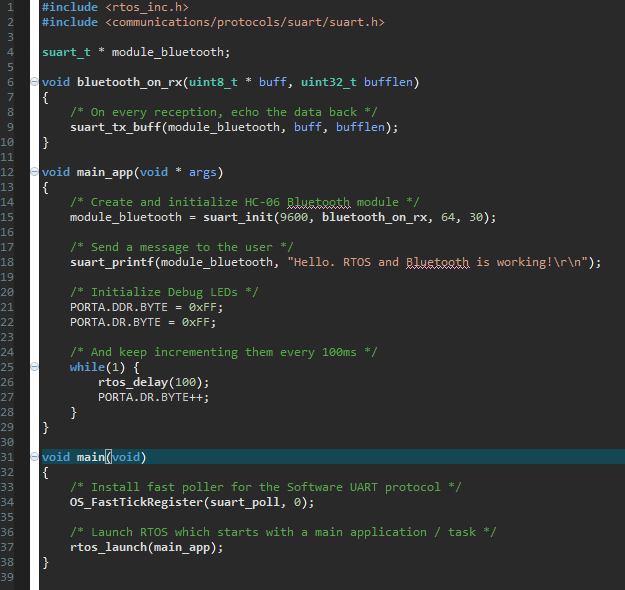 1 #include <rtos_inc.h>
2 #include <communications/protocols/suart/suart.h>
3
4 suart_t * module_bluetooth;
5
6 void bluetooth_on_rx(uint8_t * buff, uint32_t bufflen)
7 {
8     /* On every reception, echo the data back */
9     suart_tx_buff(module_bluetooth, buff, bufflen);
10 }
11
12 void main_app(void * args)
13 {
14     /* Create and initialize HC-06 Bluetooth module */
15     module_bluetooth = suart_init(9600, bluetooth_on_rx, 64, 30);
16
17     /* Send a message to the user */
18     suart_printf(module_bluetooth, "Hello. RTOS and Bluetooth is working!\r\n");
19
20     /* Initialize Debug LEDs */
21     PORTA.DDR.BYTE = 0xFF;
22     PORTA.DR.BYTE = 0xFF;
23
24     /* And keep incrementing them every 100ms */
25     while(1) {
26         rtos_delay(100);
27         PORTA.DR.BYTE++;
28     }
29 }
30
31 void main(void)
32 {
33     /* Install fast poller for the Software UART protocol */
34     OS_FastTickRegister(suart_poll, 0);
35
36     /* Launch RTOS which starts with a main application / task */
37     rtos_launch(main_app);
38 }
39